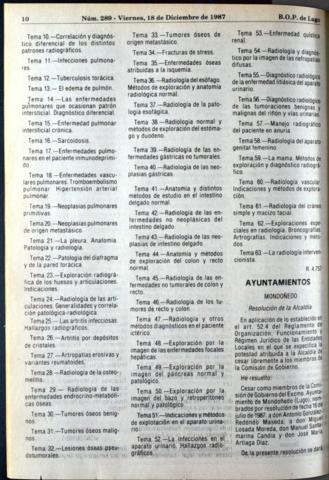 10 Núm. 289 - Viernes, 18 de Diciembre de 1987 B.O.P. de Lugo
Tema 10.—Correlación y diagnóstico
diferencial de los distintos
patrones radiológicos.
Tema 11.—Infecciones pulmonares.
Tema 12.—Tuberculosis torácica.
Tema 13.— El edema de pulmón.
Tema 14.—Las enfermedades
pulmonares que ocasionan patrón
intersticial. Diagnóstico diferencial.
Tema 15.—Enfermedad pulmonar
intersticial crónica.
Tema 16.—Sarcoidosis.
Tema 17.—Enfermedades pulmonares
en el paciente
Tema 18.—Enfermedades vasculares
pulmonares. Tromboembolismo
pulmonar. Hipertensión arterial
pulmonar.
Tema 19.—Neoplasias pulmonares
primitivas
Tema 20.—Neoplasias pulmonares
de origen metastásico.
Tema 21.—La pleura. Anatomía.
Patología y radiología.
Tema 22.—Patología del diafragma
y de la pared torácica.
Tema 23.—Exploración radiográfica
de los huesos y articulaciones.
Indicaciones.
Tema 24.—Radiología de las articulaciones.
Generalidades y correlación
patológica-radiológica.
Tema 25.—Las artritis infecciosas.
Hallazgos radiográficos.
Tema 26.—Artritis por depósitos
de cristales.
Tema 27.—Artropatías erosivas y
variantes reumatoides.
Tema 28.—Radiología de la osteomielitis.
Tema 29.— Radiología de las
enfermedades endocrino-metabólicas
óseas.
Tema 30.—Tumores óseos benignos.
Tema 31.—Tumores óseos malignos.
Tema 32.—Lesiones óseas pseudotumorales.
Tema 33.—Tumores óseos de
origen metastásico.
Tema 34.—Fracturas de stress.
Tema 35.—Enfermedades óseas
atribuidas a la isquemia.
Tema 36.—Radiología del esófago.
Métodos de exploración y anatomía
radiológica normal.
Tema 37.—Radiología de la patología
esofágica.
Tema 38.—Radiología normal y
métodos de exploración del estómago
y duodeno.
Tema 39.—Radiología de las enfermedades
gástricas no tumorales.
Tema 40.—Radiología de las neoplasias
gástricas.
Tema 41.—Anatomía y distintos
métodos de estudio en el intestino
delgado normal.
Tema 42.—Radiología de las enfermedades
no neoplásicas del
intestino delgado.
Tema 43.—Radiología de las neoplasias
de intestino delgado.
Tema 44.—Anatomía y métodos
de exploración del colon y recto
normal.
Tema 45.—Radiología de las enfermedades
no tumorales de colon y
recto.
Tema 46.—Radiología de los tumores
de recto y colon.
Tema 47.—Radiología y otros
métodos diagnósticos en el paciente
ictérico.
Tema 48.—Exploración por la
imagen de las enfermedades focales
hepáticas.
Tema 49.—Exploración por la
imagen del páncreas normal y
patológico.
Tema 50.—Exploración por la
imagen del bazo y retroperitoneo
normal y patológico.
Tema 51.—Indicaciones y métodos
de explotación en el aparato urinario.
Tema 52.—La infecciones en el
aparato urinario. Hallazgos radiográficos.
Tema 53.—Enfermedad quística
renal.
Tema 54.—Radiología y diagnóstico
por la imagen de las nefropatías
difusas.
Tema 55.—Diagnóstico radiológico
de la enfermedad litiásica del aparato
urinario.
Tema 56.—Diagnóstico radiológico
de las tumoraciones benignas y
malignas del riñón y vías urinarias.
Tema 57.—Manejo radiográfico
del paciente en anuria.
Tema 58.—Radiología del aparato
genital femenino.
Tema 59.—La mama. Métodos de
exploración y diagnóstico radiográfico.
Tema 60.—Radiología vascular.
Indicaciones y métodos de exploración.
Tema 61.—Radiología del cráneo
simple y macizo facial.
Tema 62.—Exploraciones especiales
en radiología. Broncografías.
Artrografías. Indicaciones y métodos.
Tema 63.—La radiología intervencionista.
AYUNTAMIENTOS
MONDOÑEDO
Resolución de la Alcaldía
En aplicación de lo establecido en
el art. 52.4 del Reglamento de
Organización, Funcionamiento y
Régimen Jurídico de las Entidades
Locales en el que se especifica la
potestad atribuida a la Alcaldía de
cesar libremente a los miembros de
la Comisión de Gobierno.
He resuelto:
Cesar como miembros de la Comisión
de Gobierno del Excmo. Ayuntamiento
de Mondoñedo (Lugo), nombrados
por resolución de fecha
julio de 1987, a don Antonio González
Redondo Maseda; a don Miguel
Losada Moreda, don Manuel Santamarina
Candia y don José María
Artiaga Díaz.
De la presente resolución se dará